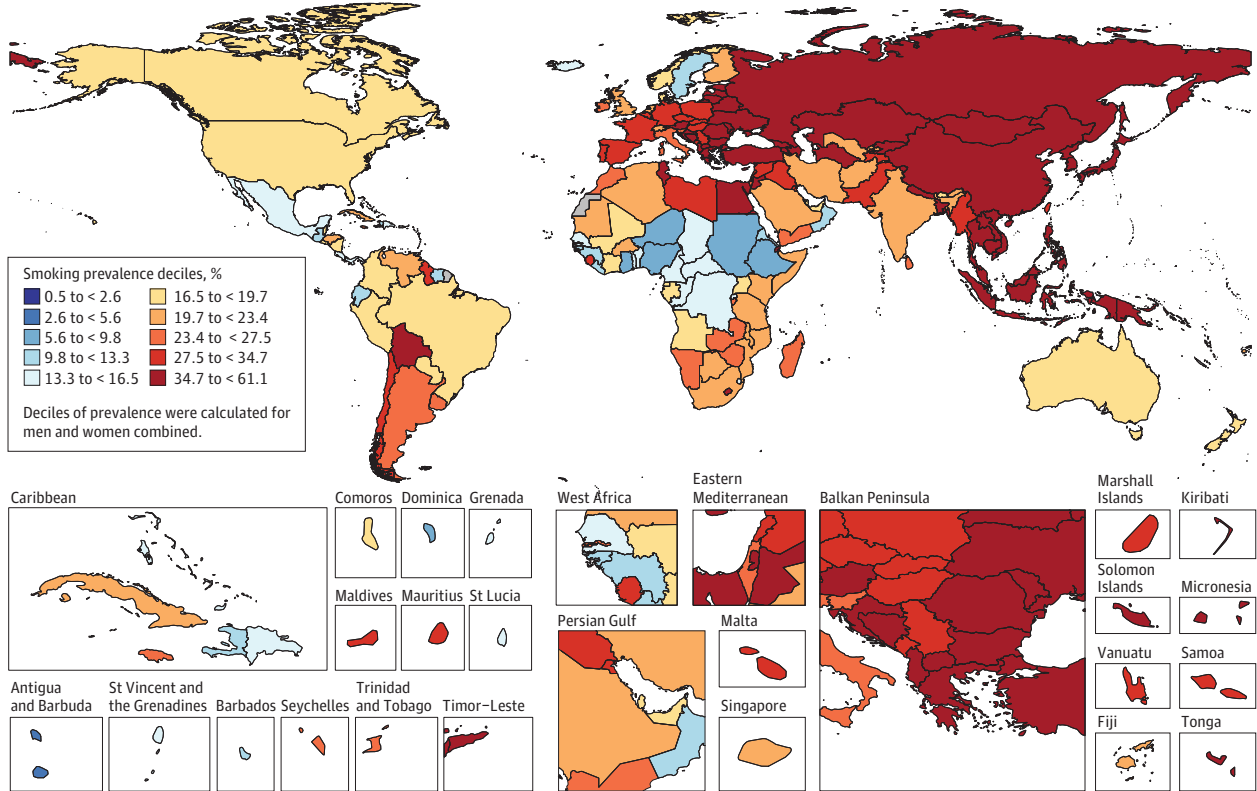 Smoking prevalence deciles, %
0.5 to < 2.6
2.6 to < 5.6
5.6 to < 9.8
9.8 to < 13.3
13.3 to < 16.5
16.5 to < 19.7
19.7 to < 23.4
23.4 to < 27.5
27.5 to < 34.7
34.7 to < 61.1
Deciles of prevalence were calculated for
men and women combined.
Caribbean
Comoros
Dominica
Grenada
Maldives
Mauritius
St Lucia
Antigua
and Barbuda
St Vincent and
the Grenadines
Barbados
Seychelles
Trinidad
and Tobago
Timor–Leste
West Africa
Eastern
Mediterranean
Persian Gulf
Malta
Singapore
Balkan Peninsula
Marshall
Islands
Kiribati
Solomon
Islands
Micronesia
Vanuatu
Samoa
Fiji
Tonga